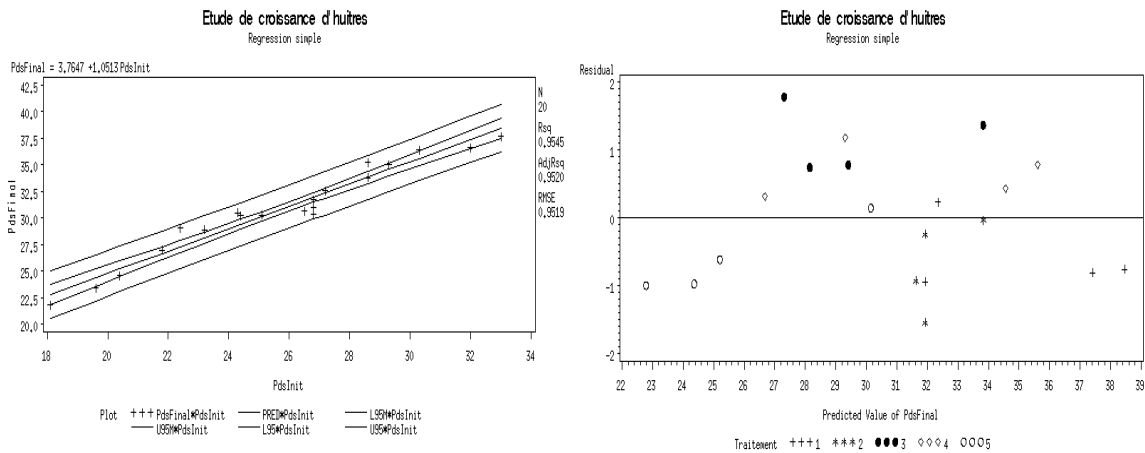 Etude de croissance d'huitres
Regression simple
PdsFinal = 3.7647 +1.0513 PdsInit
PdsFinal
42.5
40.0
37.5
35.0
32.5
30.0
27.5
25.0
22.5
20.0
N
20
Rsq
0.9545
AdjRsq
0.9520
RMSE
0.9519
18 20 22 24 26 28 30 32 34
PdsInit
Plot +++ PdsFinal*PdsInit PRED*PdsInit L95M*PdsInit
U95M*PdsInit L95*PdsInit U95*PdsInit
Etude de croissance d'huitres
Regression simple
Residual
2
1
0
-1
-2
22 23 24 25 26 27 28 29 30 31 32 33 34 35 36 37 38 39
Predicted Value of PdsFinal
Traitement +++ 1 *** 2 ●●● 3 ◇◇◇ 4 ○○○ 5